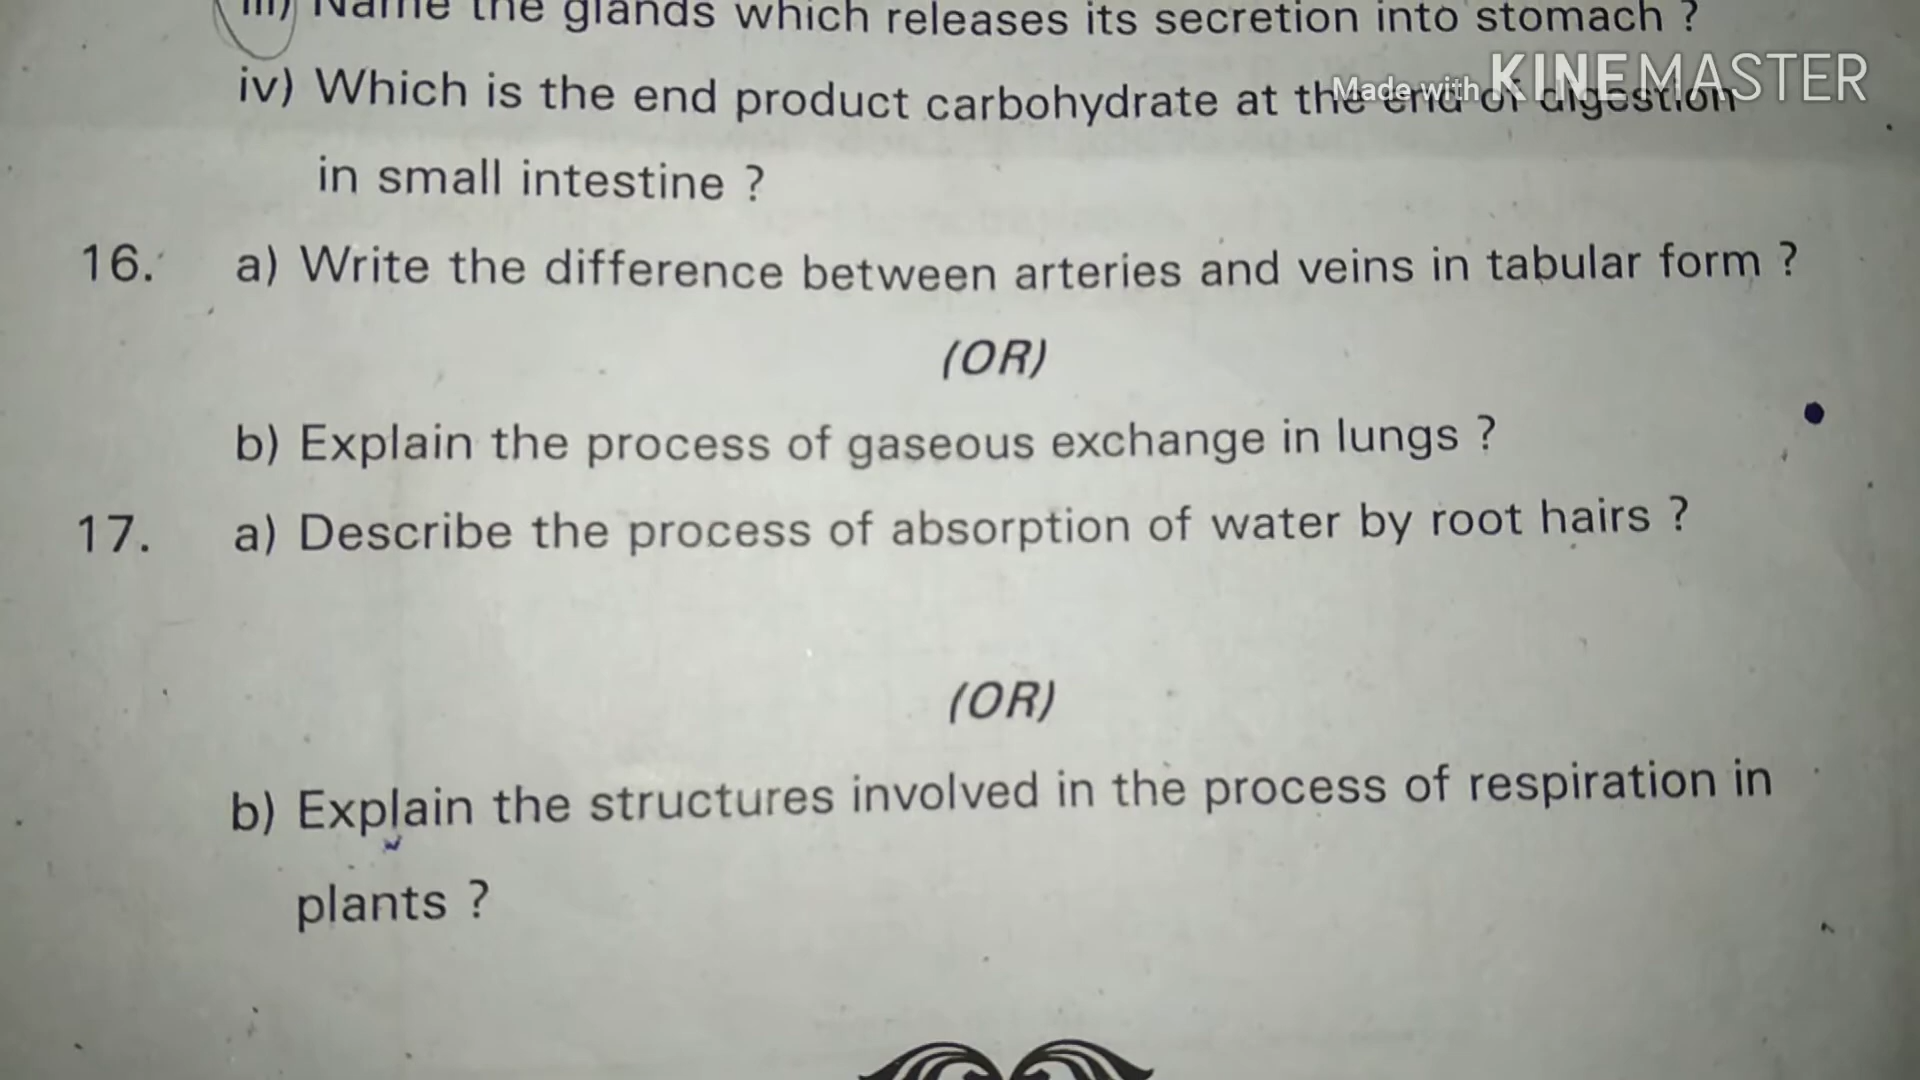 iii) Name the glands which releases its secretion into stomach ?
Made with KINEMASTER
iv) Which is the end product carbohydrate at the end of digestion
in small intestine ?
16. a) Write the difference between arteries and veins in tabular form ?
(OR)
b) Explain the process of gaseous exchange in lungs ?
17. a) Describe the process of absorption of water by root hairs ?
(OR)
b) Explain the structures involved in the process of respiration in
plants ?